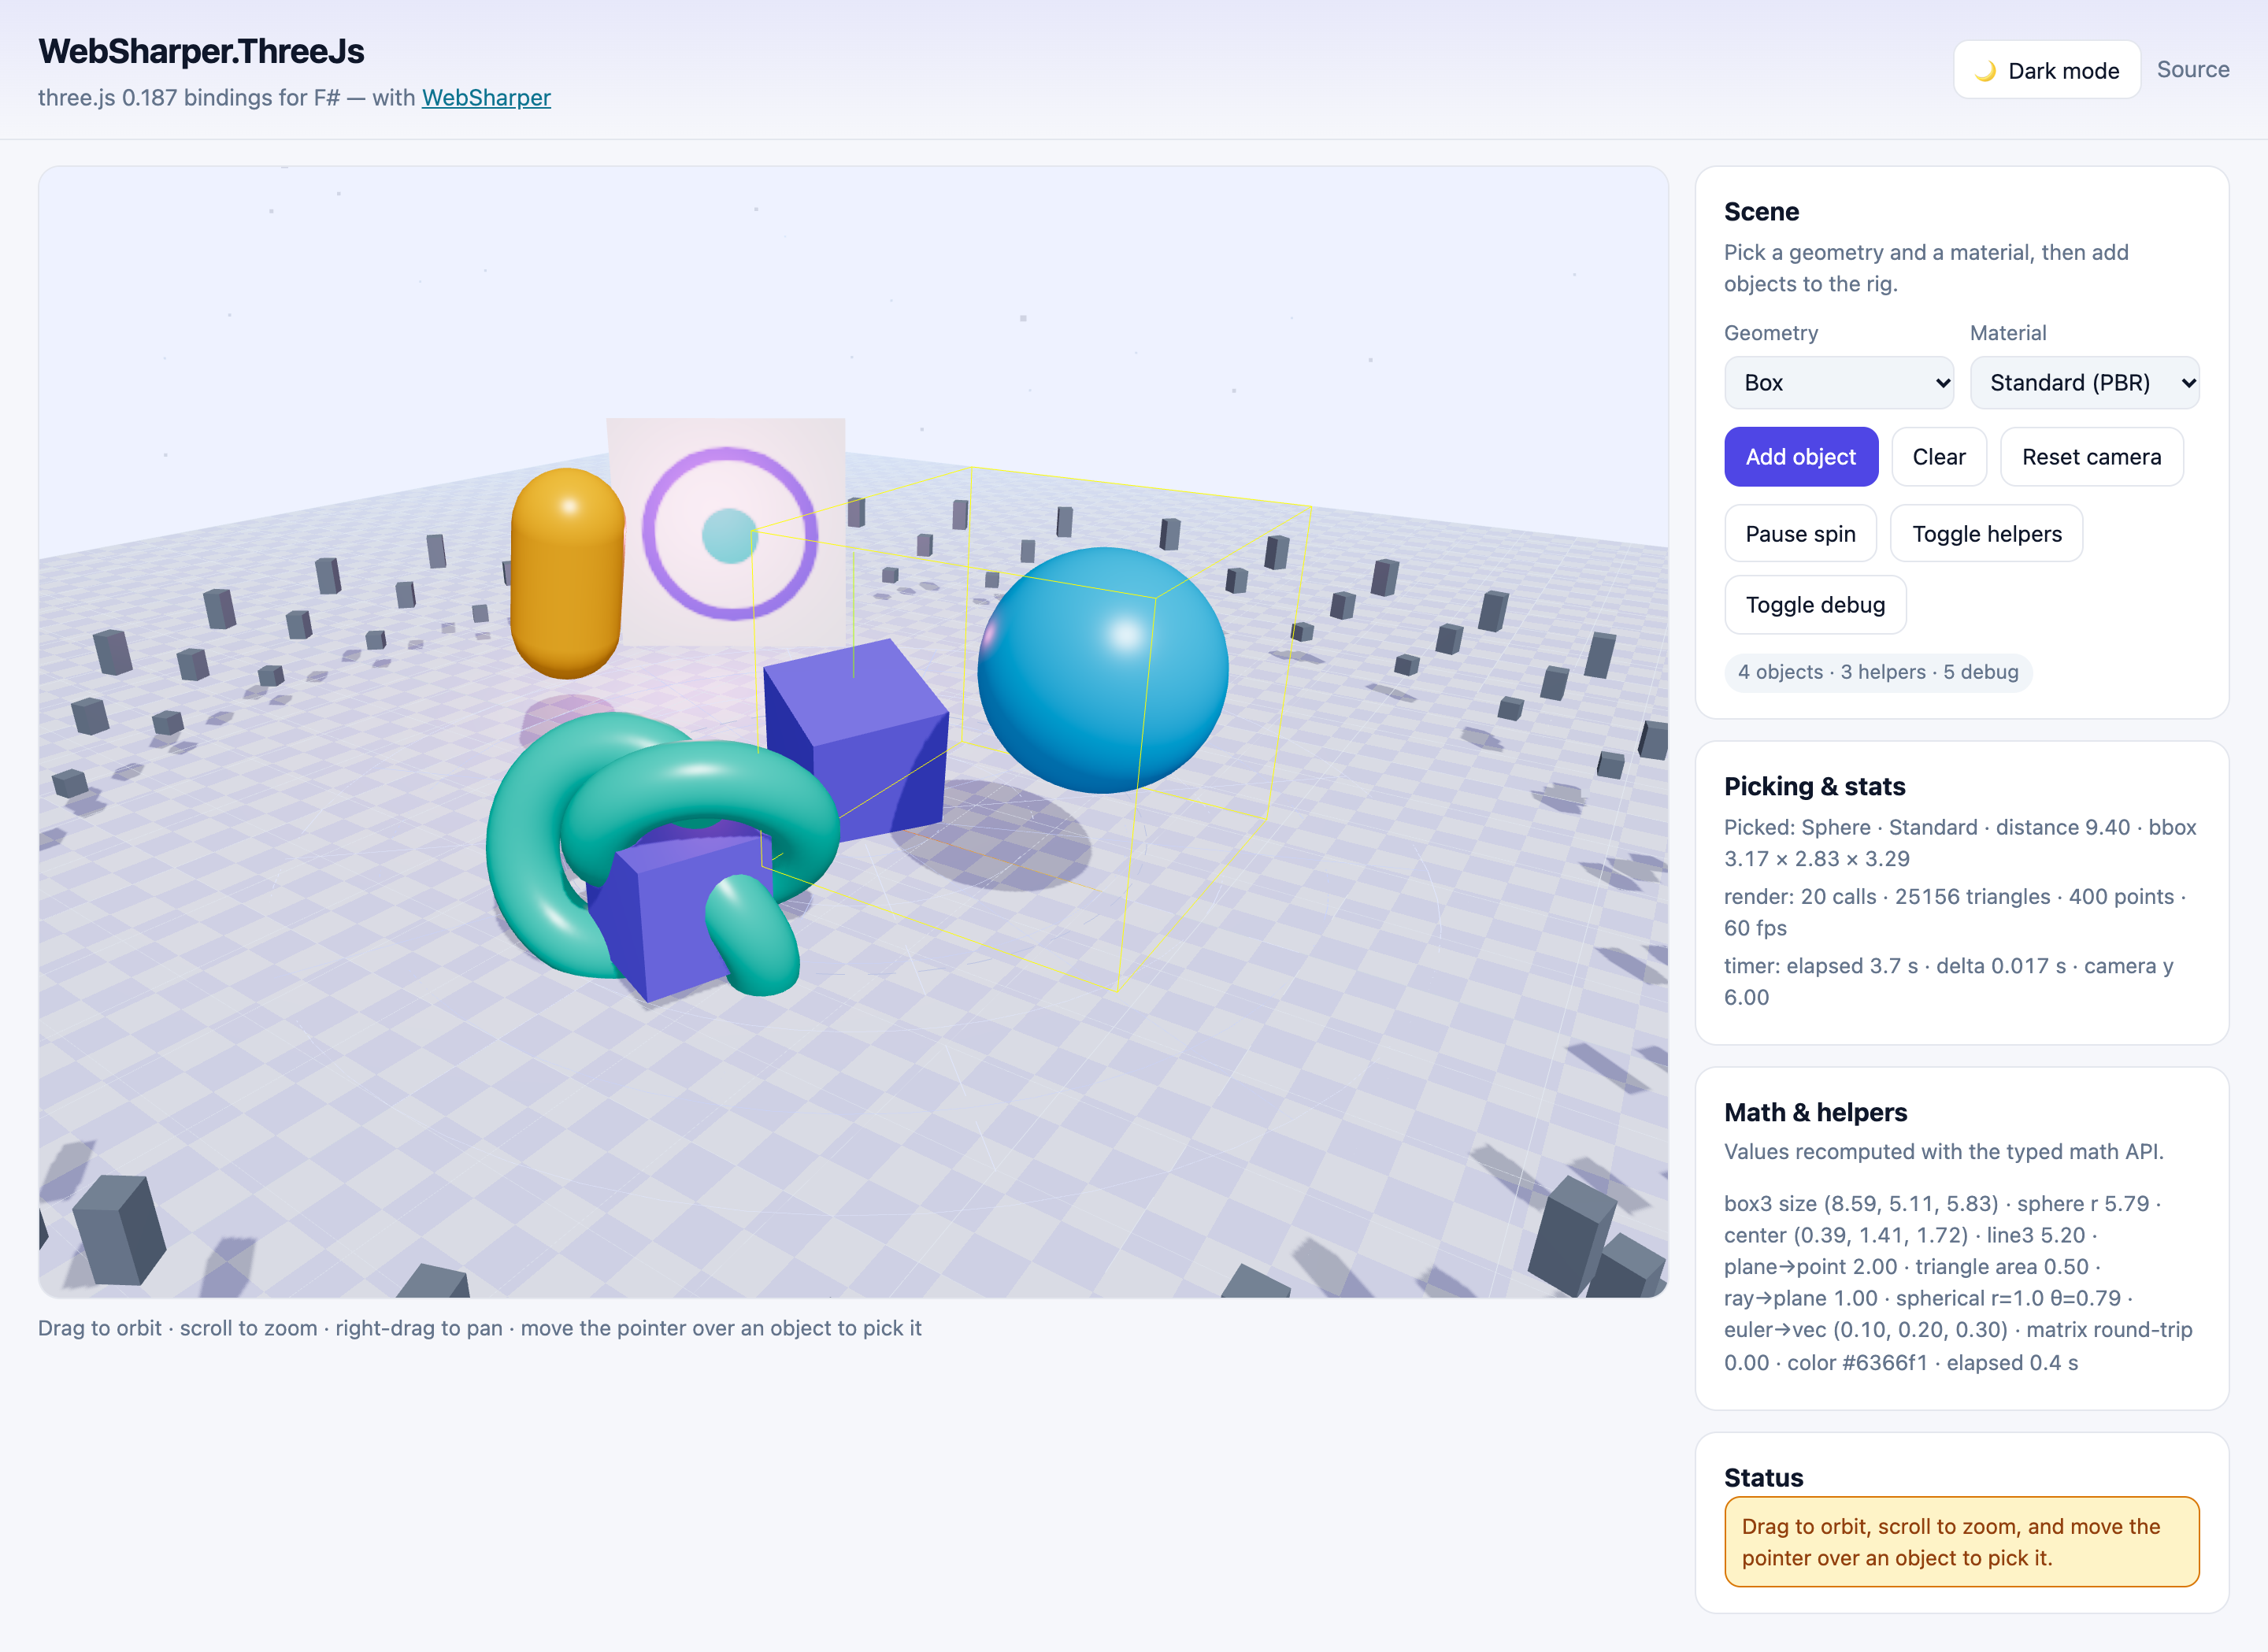 WebSharper.ThreeJs
three.js 0.187 bindings for F# — with WebSharper
🌙 Dark mode
Source
Drag to orbit · scroll to zoom · right-drag to pan · move the pointer over an object to pick it
Scene
Pick a geometry and a material, then add
objects to the rig.
Geometry
Material
Box
Standard (PBR)
Add object
Clear
Reset camera
Pause spin
Toggle helpers
Toggle debug
4 objects · 3 helpers · 5 debug
Picking & stats
Picked: Sphere · Standard · distance 9.40 · bbox
3.17 × 2.83 × 3.29
render: 20 calls · 25156 triangles · 400 points ·
60 fps
timer: elapsed 3.7 s · delta 0.017 s · camera y
6.00
Math & helpers
Values recomputed with the typed math API.
box3 size (8.59, 5.11, 5.83) · sphere r 5.79 ·
center (0.39, 1.41, 1.72) · line3 5.20 ·
plane→point 2.00 · triangle area 0.50 ·
ray→plane 1.00 · spherical r=1.0 θ=0.79 ·
euler→vec (0.10, 0.20, 0.30) · matrix round-trip
0.00 · color #6366f1 · elapsed 0.4 s
Status
Drag to orbit, scroll to zoom, and move the
pointer over an object to pick it.